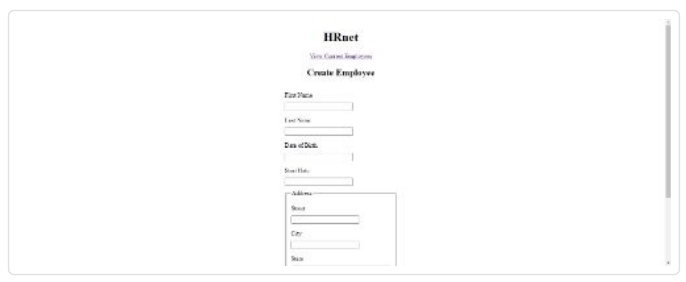 HRnet
View Current Employees
Create Employee
First Name
Last Name
Date of Birth
Start Date
Address
Street
City
State